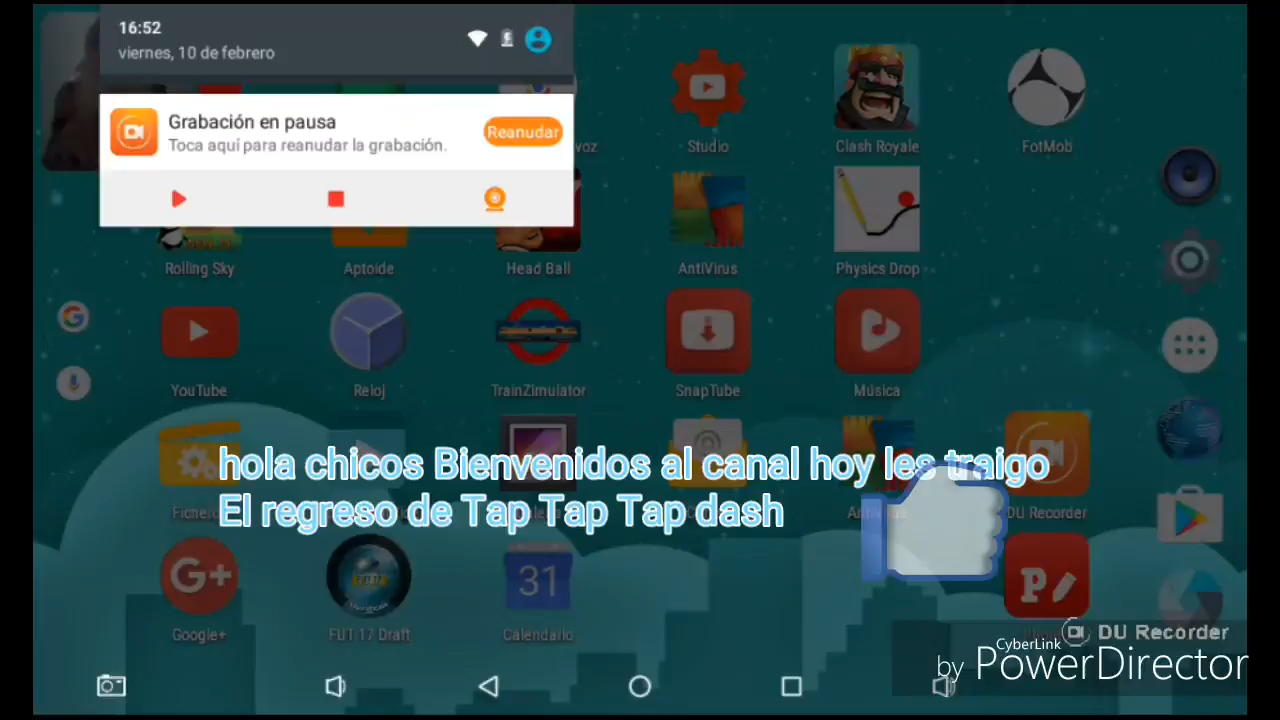 16:52
viernes, 10 de febrero
Grabación en pausa
Toca aquí para reanudar la grabación.
Reanudar
voz
Studio
Clash Royale
FotMob
Rolling Sky
Aptoide
Head Ball
AntiVirus
Physics Drop
YouTube
Reloj
TrainZimulator
SnapTube
Música
hola chicos Bienvenidos al canal hoy les traigo
El regreso de Tap Tap Tap dash
DU Recorder
G+
FUT 17
31
P
Google+
FUT 17 Draft
Calendario
DU Recorder
CyberLink
by PowerDirector